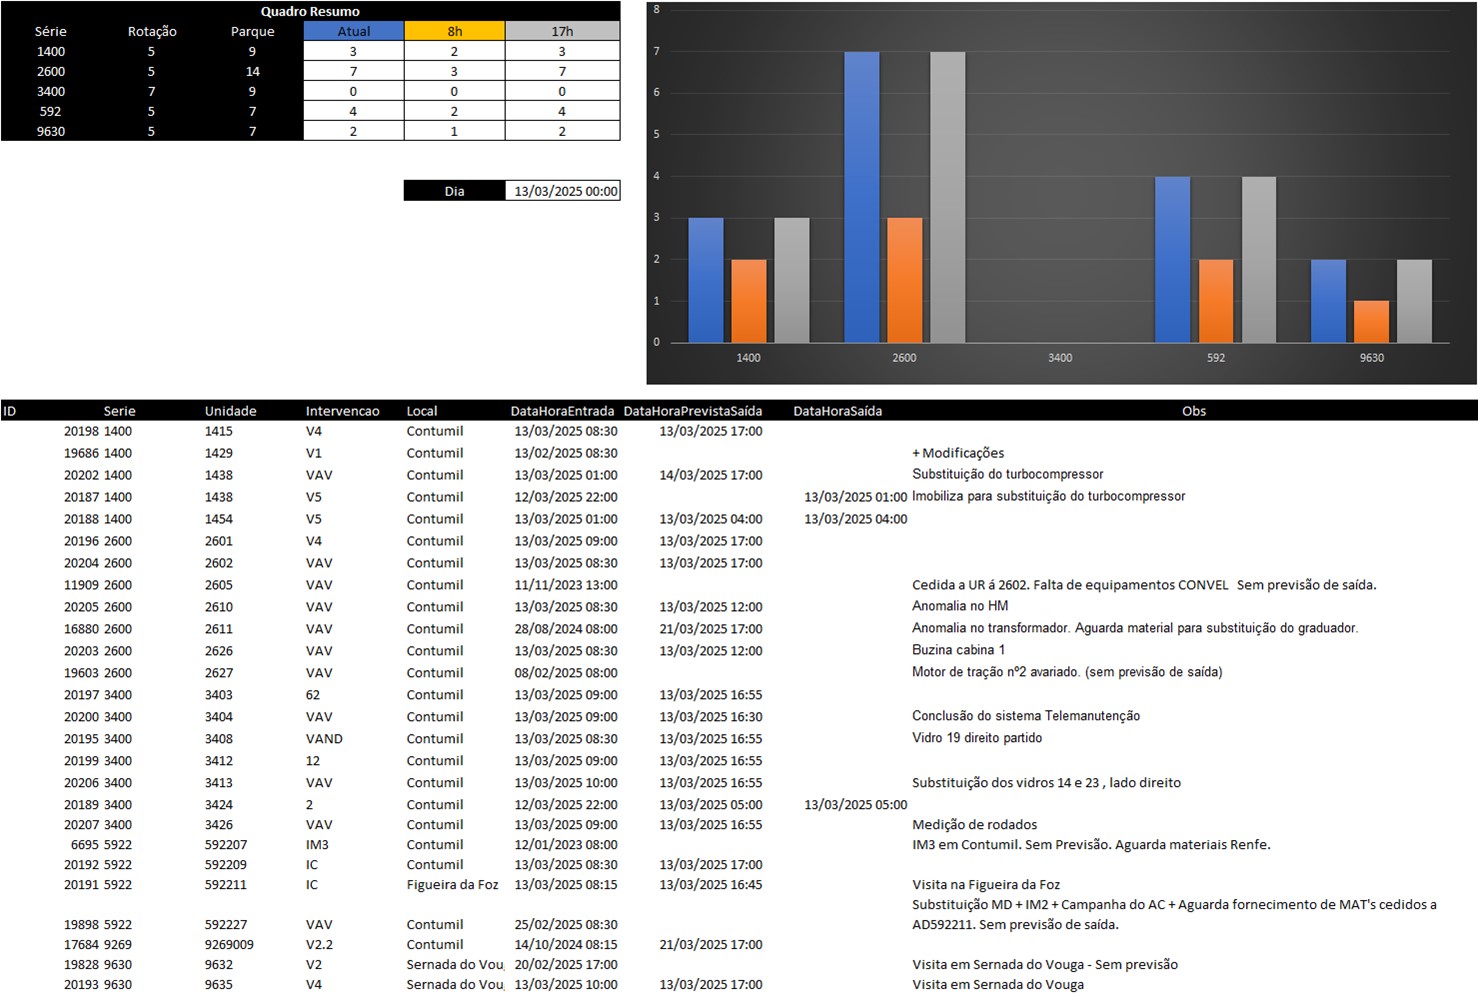 Quadro Resumo
Série Rotação Parque Atual 8h 17h
1400 5 9 3 2 3
2600 5 14 7 3 7
3400 7 9 0 0 0
592 5 7 4 2 4
9630 5 7 2 1 2
Dia 13/03/2025 00:00
8
7
6
5
4
3
2
1
0
1400 2600 3400 592 9630
ID Serie Unidade Intervencao Local DataHoraEntrada DataHoraPrevistaSaída DataHoraSaída Obs
20198 1400 1415 V4 Contumil 13/03/2025 08:30 13/03/2025 17:00
19686 1400 1429 V1 Contumil 13/02/2025 08:30 + Modificações
20202 1400 1438 VAV Contumil 13/03/2025 01:00 14/03/2025 17:00 Substituição do turbocompressor
20187 1400 1438 V5 Contumil 12/03/2025 22:00 13/03/2025 01:00 Imobiliza para substituição do turbocompressor
20188 1400 1454 V5 Contumil 13/03/2025 01:00 13/03/2025 04:00 13/03/2025 04:00
20196 2600 2601 V4 Contumil 13/03/2025 09:00 13/03/2025 17:00
20204 2600 2602 VAV Contumil 13/03/2025 08:30 13/03/2025 17:00
11909 2600 2605 VAV Contumil 11/11/2023 13:00 Cedida a UR á 2602. Falta de equipamentos CONVEL Sem previsão de saída.
20205 2600 2610 VAV Contumil 13/03/2025 08:30 13/03/2025 12:00 Anomalia no HM
16880 2600 2611 VAV Contumil 28/08/2024 08:00 21/03/2025 17:00 Anomalia no transformador. Aguarda material para substituição do graduador.
20203 2600 2626 VAV Contumil 13/03/2025 08:30 13/03/2025 12:00 Buzina cabina 1
19603 2600 2627 VAV Contumil 08/02/2025 08:00 Motor de tração nº2 avariado. (sem previsão de saída)
20197 3400 3403 62 Contumil 13/03/2025 09:00 13/03/2025 16:55
20200 3400 3404 VAV Contumil 13/03/2025 09:00 13/03/2025 16:30 Conclusão do sistema Telemanutenção
20195 3400 3408 VAND Contumil 13/03/2025 08:30 13/03/2025 16:55 Vidro 19 direito partido
20199 3400 3412 12 Contumil 13/03/2025 09:00 13/03/2025 16:55
20206 3400 3413 VAV Contumil 13/03/2025 10:00 13/03/2025 16:55 Substituição dos vidros 14 e 23 , lado direito
20189 3400 3424 2 Contumil 12/03/2025 22:00 13/03/2025 05:00 13/03/2025 05:00
20207 3400 3426 VAV Contumil 13/03/2025 09:00 13/03/2025 16:55 Medição de rodados
6695 5922 592207 IM3 Contumil 12/01/2023 08:00 IM3 em Contumil. Sem Previsão. Aguarda materiais Renfe.
20192 5922 592209 IC Contumil 13/03/2025 08:30 13/03/2025 17:00
20191 5922 592211 IC Figueira da Foz 13/03/2025 08:15 13/03/2025 16:45 Visita na Figueira da Foz
Substituição MD + IM2 + Campanha do AC + Aguarda fornecimento de MAT's cedidos a
19898 5922 592227 VAV Contumil 25/02/2025 08:30 AD592211. Sem previsão de saída.
17684 9269 9269009 V2.2 Contumil 14/10/2024 08:15 21/03/2025 17:00
19828 9630 9632 V2 Sernada do Voug 20/02/2025 17:00 Visita em Sernada do Vouga - Sem previsão
20193 9630 9635 V4 Sernada do Voug 13/03/2025 10:00 13/03/2025 17:00 Visita em Sernada do Vouga